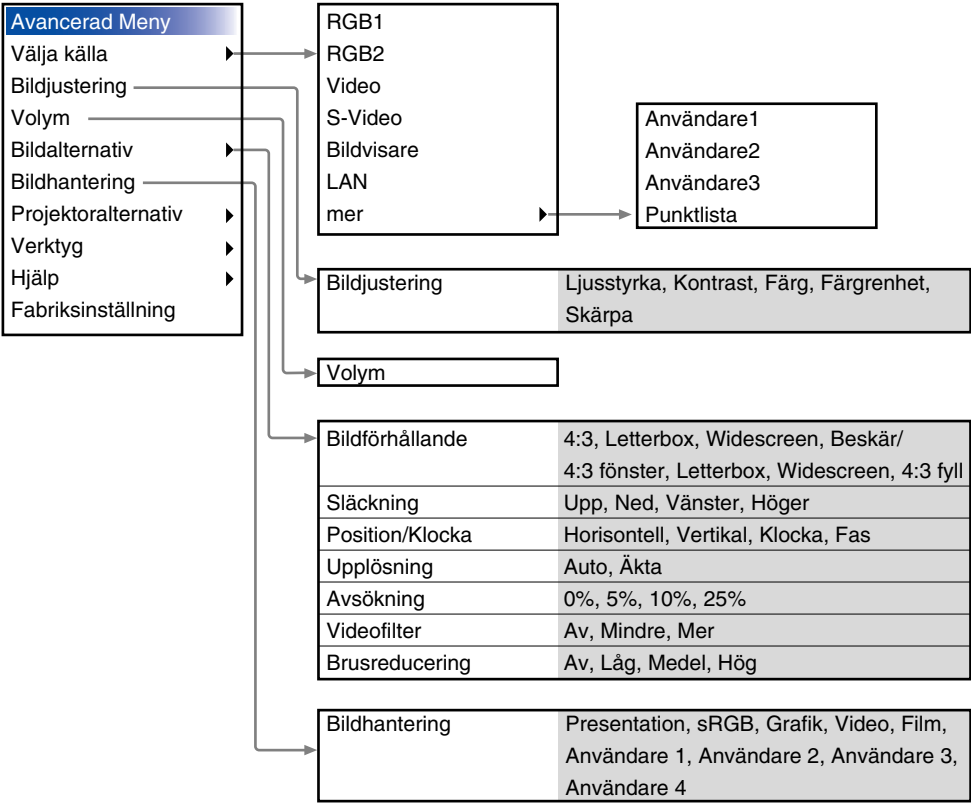 Avancerad Meny
Välja källa
Bildjustering
Volym
Bildalternativ
Bildhantering
Projektoralternativ
Verktyg
Hjälp
Fabriksinställning
RGB1
RGB2
Video
S-Video
Bildvisare
LAN
mer
Användare1
Användare2
Användare3
Punktlista
Bildjustering Ljusstyrka, Kontrast, Färg, Färgrenhet,
Skärpa
Volym
Bildförhållande 4:3, Letterbox, Widescreen, Beskär/
4:3 fönster, Letterbox, Widescreen, 4:3 fyll
Släckning Upp, Ned, Vänster, Höger
Position/Klocka Horisontell, Vertikal, Klocka, Fas
Upplösning Auto, Äkta
Avsökning 0%, 5%, 10%, 25%
Videofilter Av, Mindre, Mer
Brusreducering Av, Låg, Medel, Hög
Bildhantering Presentation, sRGB, Grafik, Video, Film,
Användare 1, Användare 2, Användare 3,
Användare 4